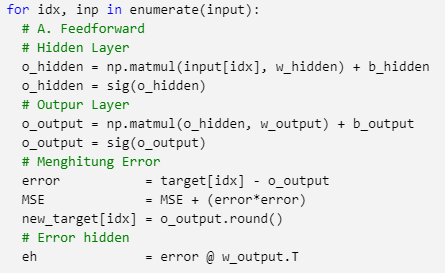 for idx, inp in enumerate(input):
# A. Feedforward
# Hidden Layer
o_hidden = np.matmul(input[idx], w_hidden) + b_hidden
o_hidden = sig(o_hidden)
# Outpur Layer
o_output = np.matmul(o_hidden, w_output) + b_output
o_output = sig(o_output)
# Menghitung Error
error = target[idx] - o_output
MSE = MSE + (error*error)
new_target[idx] = o_output.round()
# Error hidden
eh = error @ w_output.T